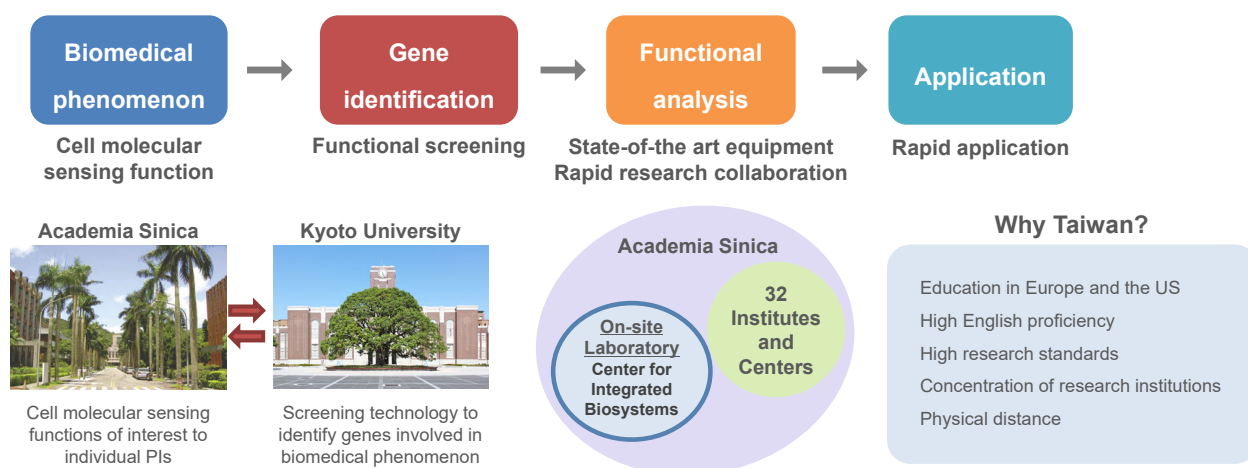 Biomedical
phenomenon
Gene
identification
Functional
analysis
Application
Cell molecular
sensing function
Functional screening
State-of-the art equipment
Rapid research collaboration
Rapid application
Academia Sinica
Kyoto University
Cell molecular sensing
functions of interest to
individual PIs
Screening technology to
identify genes involved in
biomedical phenomenon
Academia Sinica
On-site
Laboratory
Center for
Integrated
Biosystems
32
Institutes
and
Centers
Why Taiwan?
Education in Europe and the US
High English proficiency
High research standards
Concentration of research institutions
Physical distance